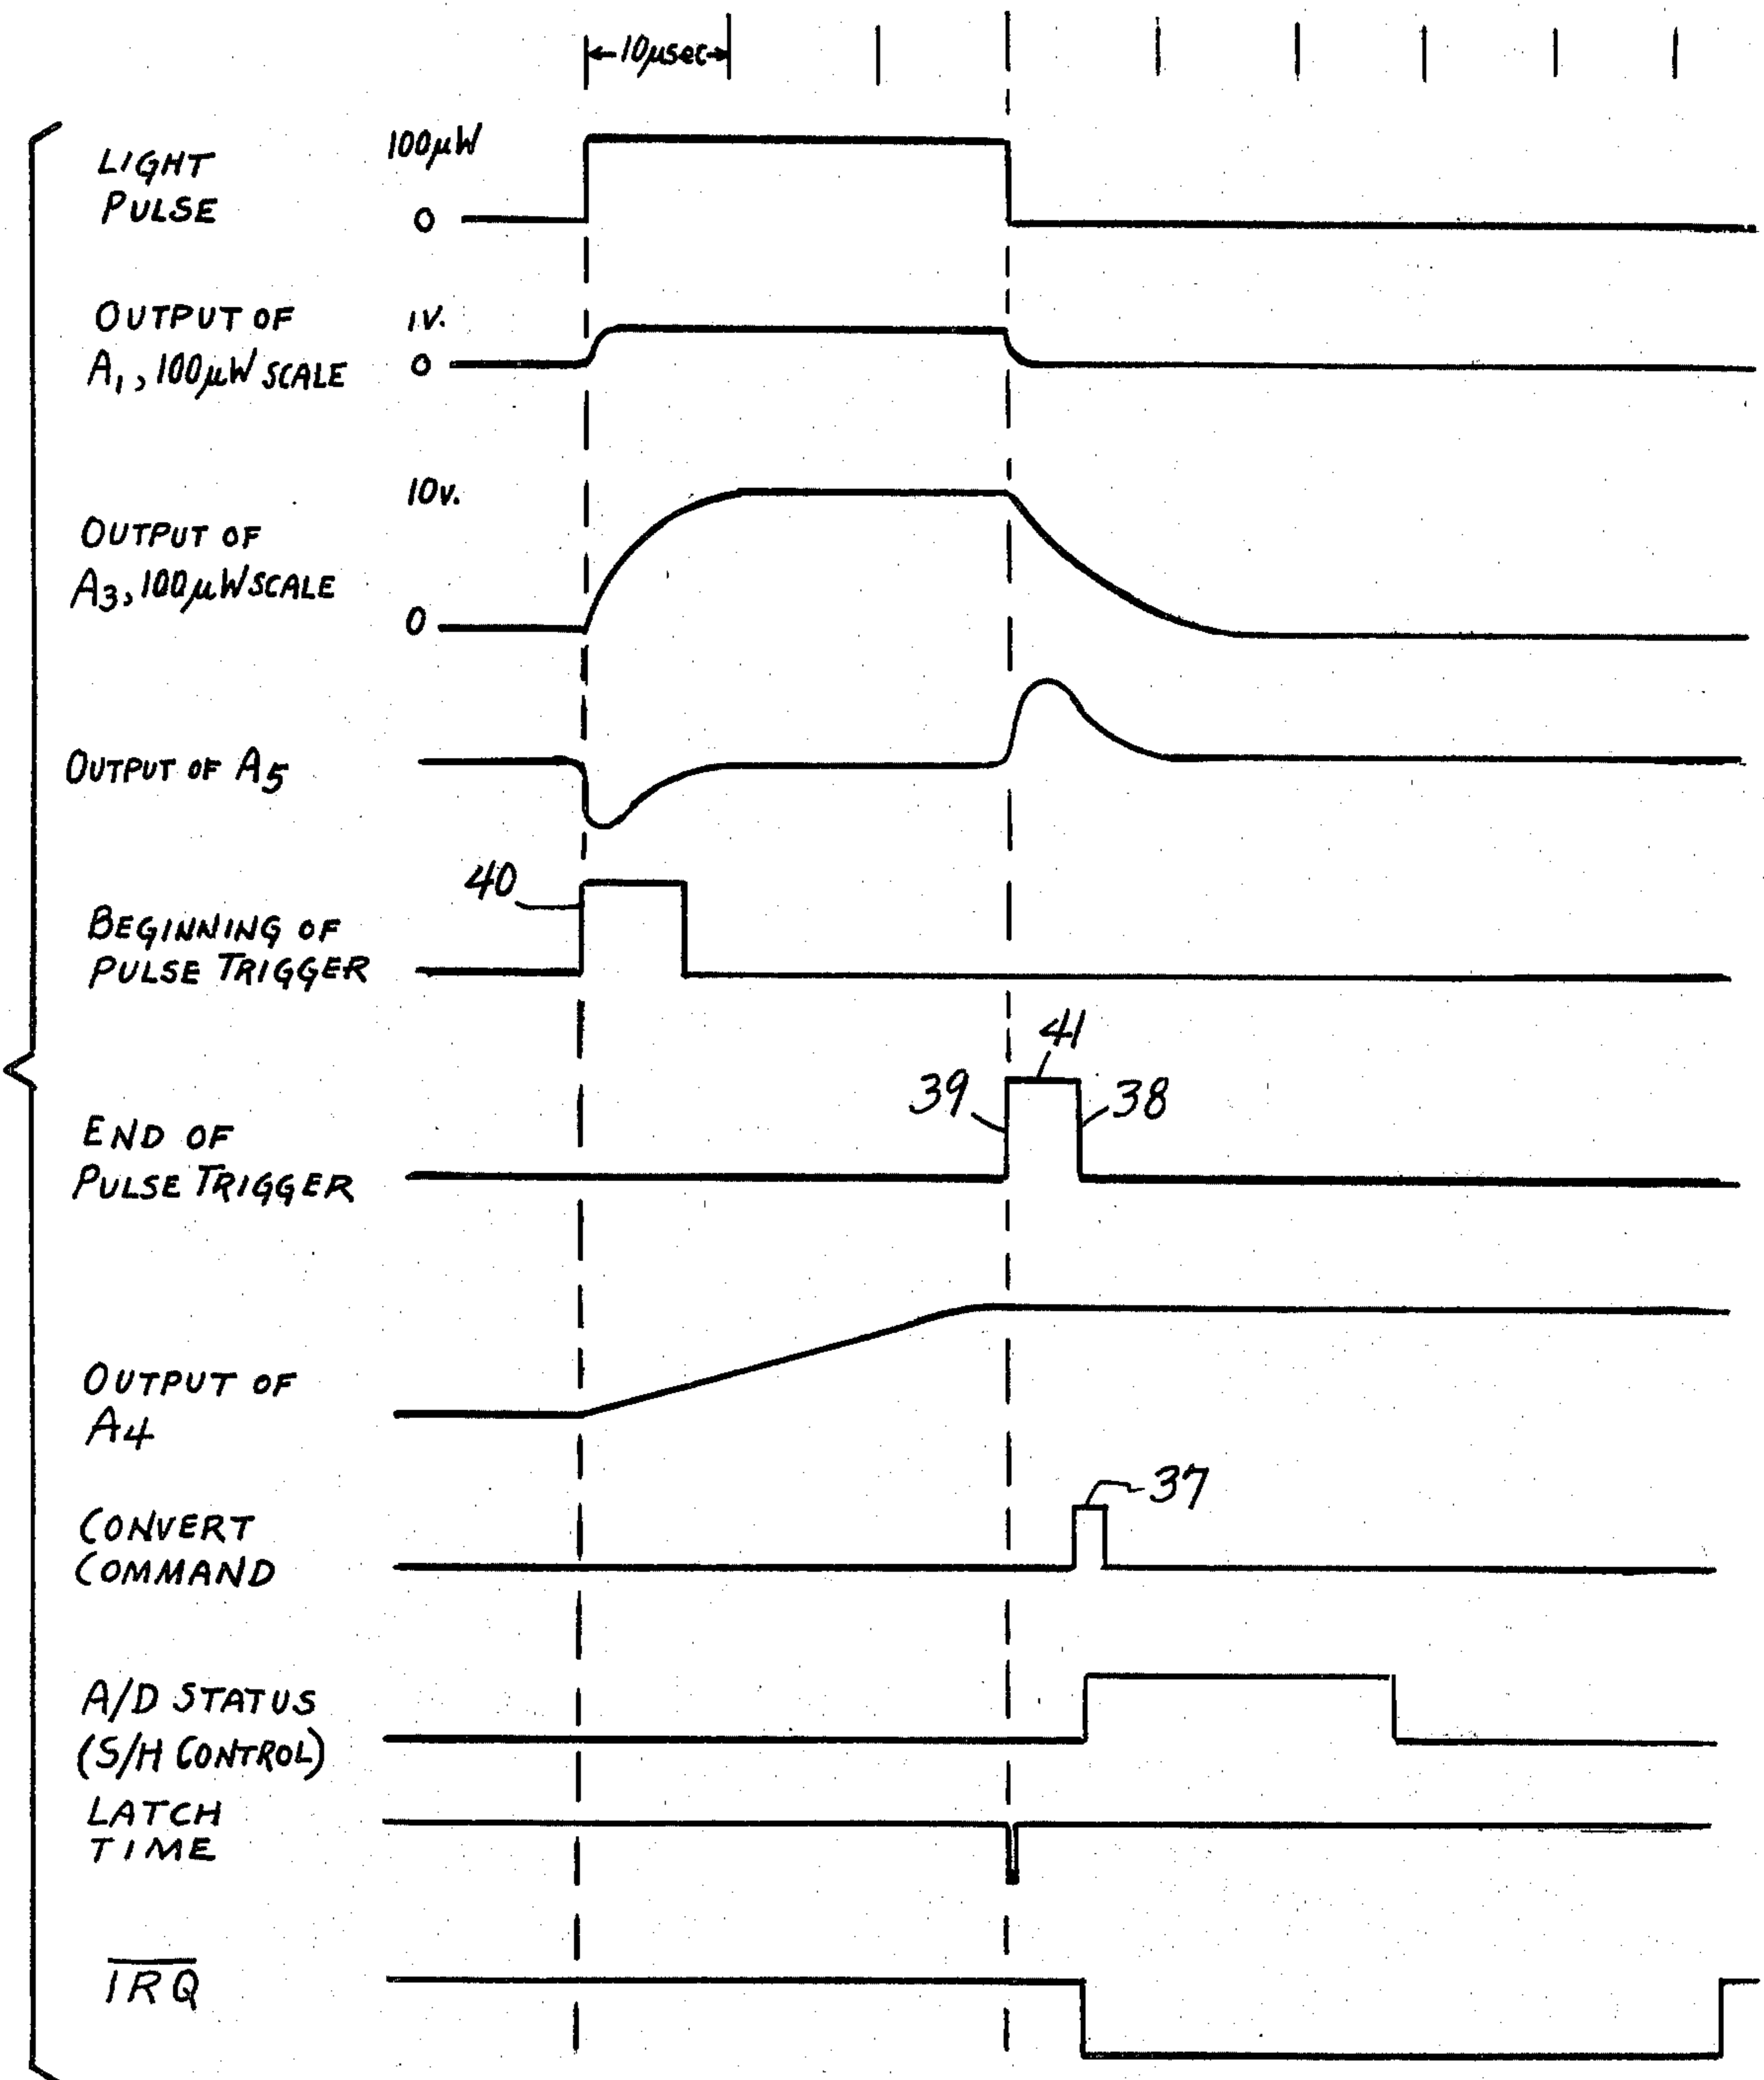 10µsec
LIGHT
PULSE
100µW
0
OUTPUT OF
A1, 100µW SCALE
1V.
0
OUTPUT OF
A3, 100µW SCALE
10V.
0
OUTPUT OF A5
BEGINNING OF
PULSE TRIGGER
40
END OF
PULSE TRIGGER
39
41
38
OUTPUT OF
A4
CONVERT
COMMAND
37
A/D STATUS
(S/H CONTROL)
LATCH
TIME
I̅R̅Q̅